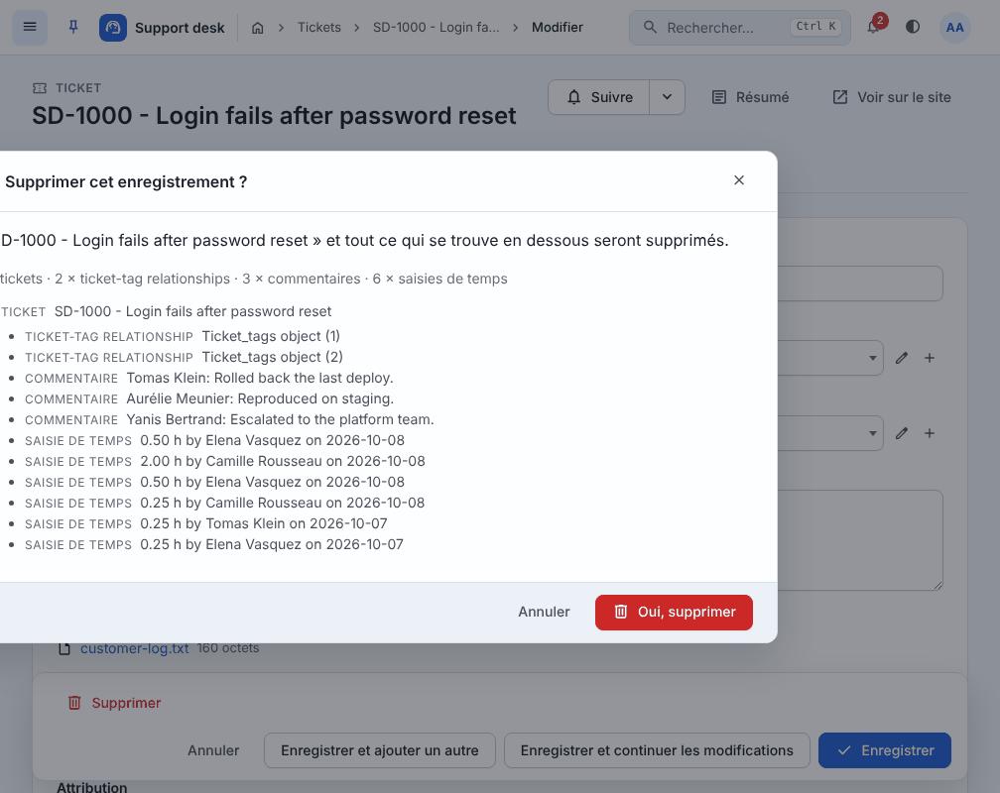 Support desk
Tickets
SD-1000 - Login fa...
Modifier
Rechercher...
Ctrl K
2
AA
TICKET
SD-1000 - Login fails after password reset
Suivre
Résumé
Voir sur le site
Supprimer cet enregistrement ?
D-1000 - Login fails after password reset » et tout ce qui se trouve en dessous seront supprimés.
tickets · 2 × ticket-tag relationships · 3 × commentaires · 6 × saisies de temps
TICKET SD-1000 - Login fails after password reset
TICKET-TAG RELATIONSHIP Ticket_tags object (1)
TICKET-TAG RELATIONSHIP Ticket_tags object (2)
COMMENTAIRE Tomas Klein: Rolled back the last deploy.
COMMENTAIRE Aurélie Meunier: Reproduced on staging.
COMMENTAIRE Yanis Bertrand: Escalated to the platform team.
SAISIE DE TEMPS 0.50 h by Elena Vasquez on 2026-10-08
SAISIE DE TEMPS 2.00 h by Camille Rousseau on 2026-10-08
SAISIE DE TEMPS 0.50 h by Elena Vasquez on 2026-10-08
SAISIE DE TEMPS 0.25 h by Camille Rousseau on 2026-10-08
SAISIE DE TEMPS 0.25 h by Tomas Klein on 2026-10-07
SAISIE DE TEMPS 0.25 h by Elena Vasquez on 2026-10-07
Annuler
Oui, supprimer
customer-log.txt 160 octets
Supprimer
Annuler
Enregistrer et ajouter un autre
Enregistrer et continuer les modifications
Enregistrer
Attribution